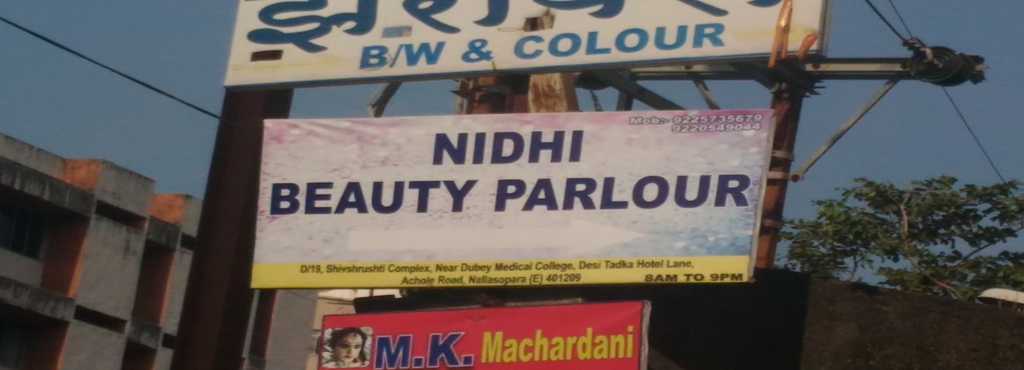 B/W & COLOUR
Mob:- 9225735679
9220549044
NIDHI
BEAUTY PARLOUR
D/19, Shivshrushti Complex, Near Dubey Medical College, Desi Tadka Hotel Lane,
Achole Road, Nallasopara (E) 401209
8AM TO 9PM
M.K. Machardani